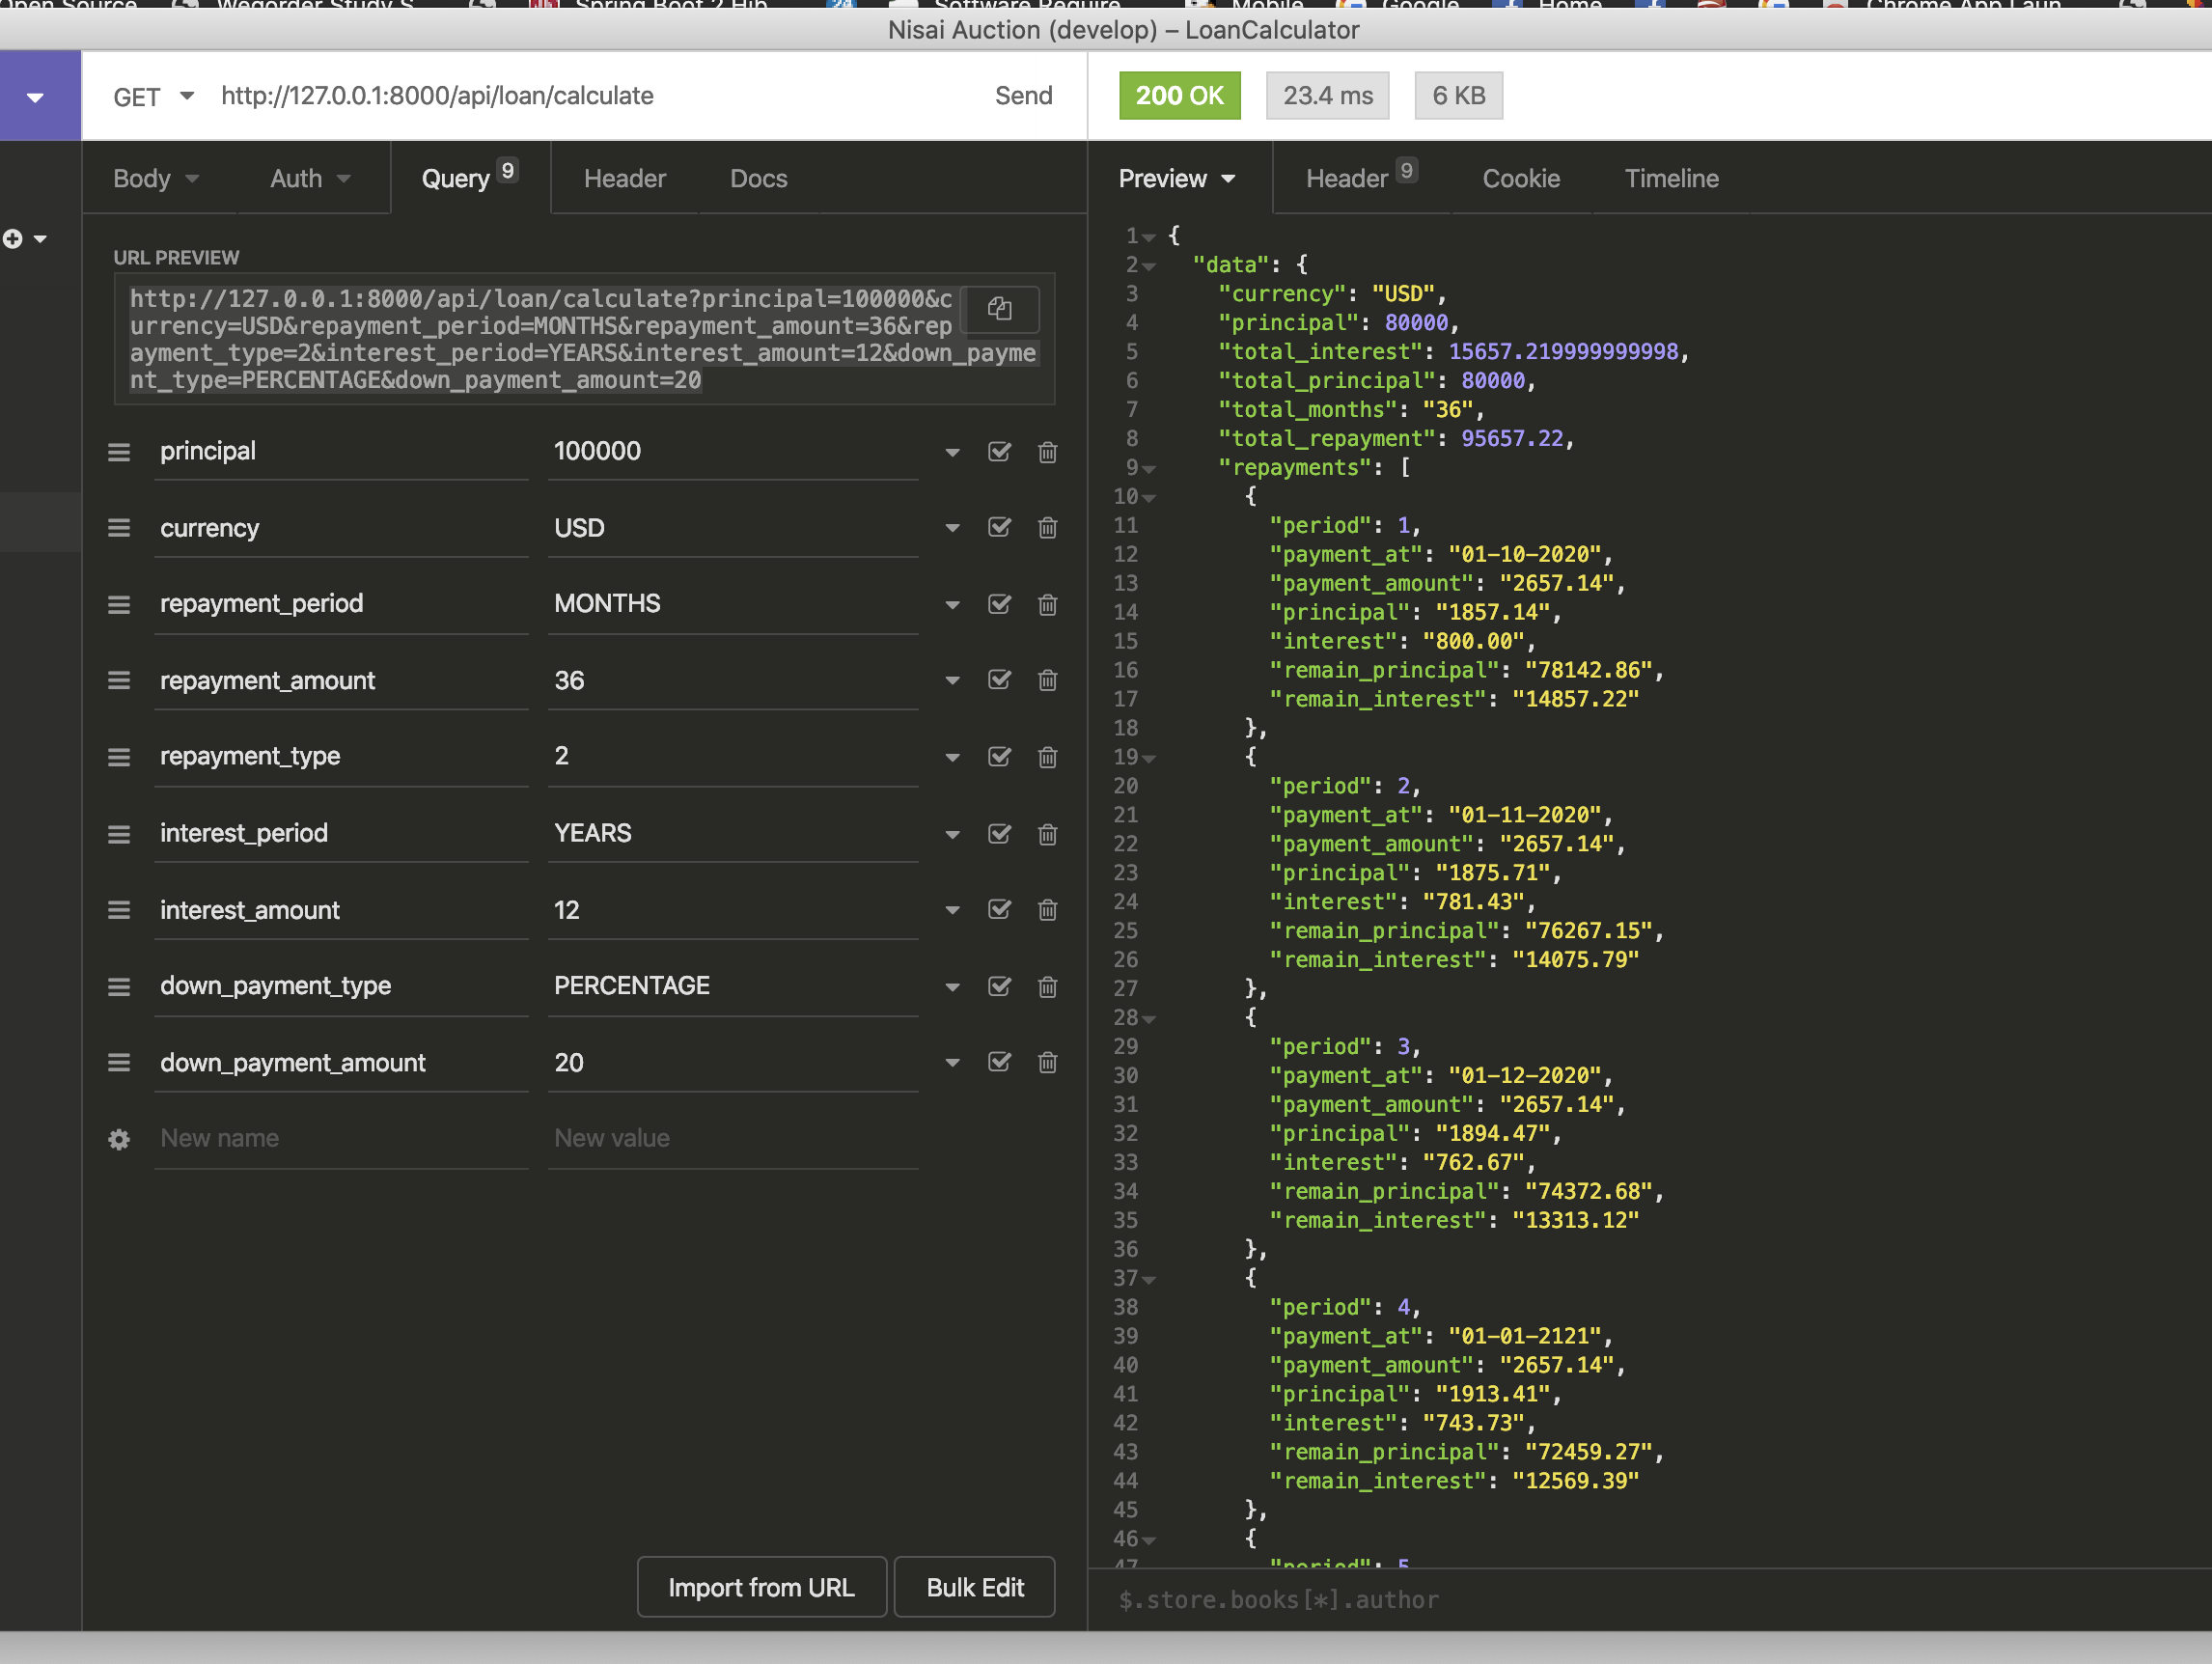 Nisai Auction (develop) – LoanCalculator
GET http://127.0.0.1:8000/api/loan/calculate Send
200 OK 23.4 ms 6 KB
Body Auth Query 9 Header Docs
Preview Header 9 Cookie Timeline
URL PREVIEW
http://127.0.0.1:8000/api/loan/calculate?principal=100000&c
urrency=USD&repayment_period=MONTHS&repayment_amount=36&rep
ayment_type=2&interest_period=YEARS&interest_amount=12&down_payme
nt_type=PERCENTAGE&down_payment_amount=20
principal 100000
currency USD
repayment_period MONTHS
repayment_amount 36
repayment_type 2
interest_period YEARS
interest_amount 12
down_payment_type PERCENTAGE
down_payment_amount 20
New name New value
Import from URL Bulk Edit
1 {
2 "data": {
3 "currency": "USD",
4 "principal": 80000,
5 "total_interest": 15657.219999999998,
6 "total_principal": 80000,
7 "total_months": "36",
8 "total_repayment": 95657.22,
9 "repayments": [
10 {
11 "period": 1,
12 "payment_at": "01-10-2020",
13 "payment_amount": "2657.14",
14 "principal": "1857.14",
15 "interest": "800.00",
16 "remain_principal": "78142.86",
17 "remain_interest": "14857.22"
18 },
19 {
20 "period": 2,
21 "payment_at": "01-11-2020",
22 "payment_amount": "2657.14",
23 "principal": "1875.71",
24 "interest": "781.43",
25 "remain_principal": "76267.15",
26 "remain_interest": "14075.79"
27 },
28 {
29 "period": 3,
30 "payment_at": "01-12-2020",
31 "payment_amount": "2657.14",
32 "principal": "1894.47",
33 "interest": "762.67",
34 "remain_principal": "74372.68",
35 "remain_interest": "13313.12"
36 },
37 {
38 "period": 4,
39 "payment_at": "01-01-2121",
40 "payment_amount": "2657.14",
41 "principal": "1913.41",
42 "interest": "743.73",
43 "remain_principal": "72459.27",
44 "remain_interest": "12569.39"
45 },
46 {
47 "period": 5
$.store.books[*].author